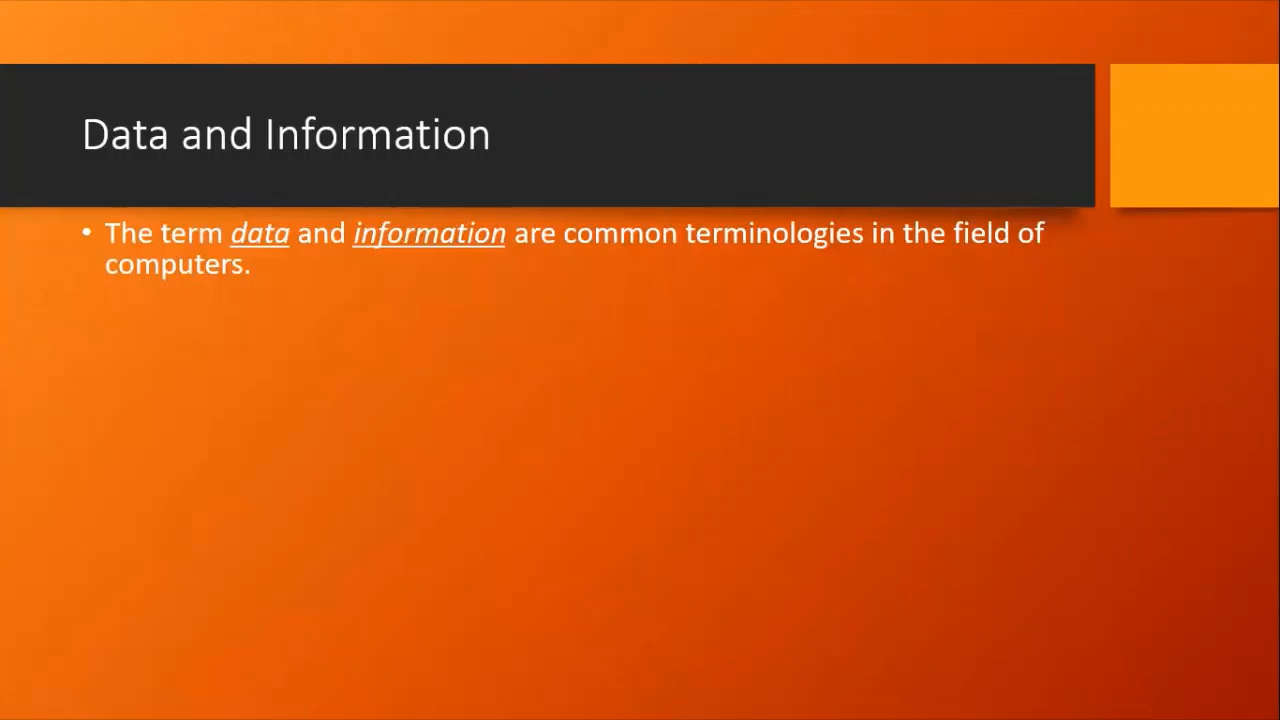 Data and Information
• The term data and information are common terminologies in the field of
computers.